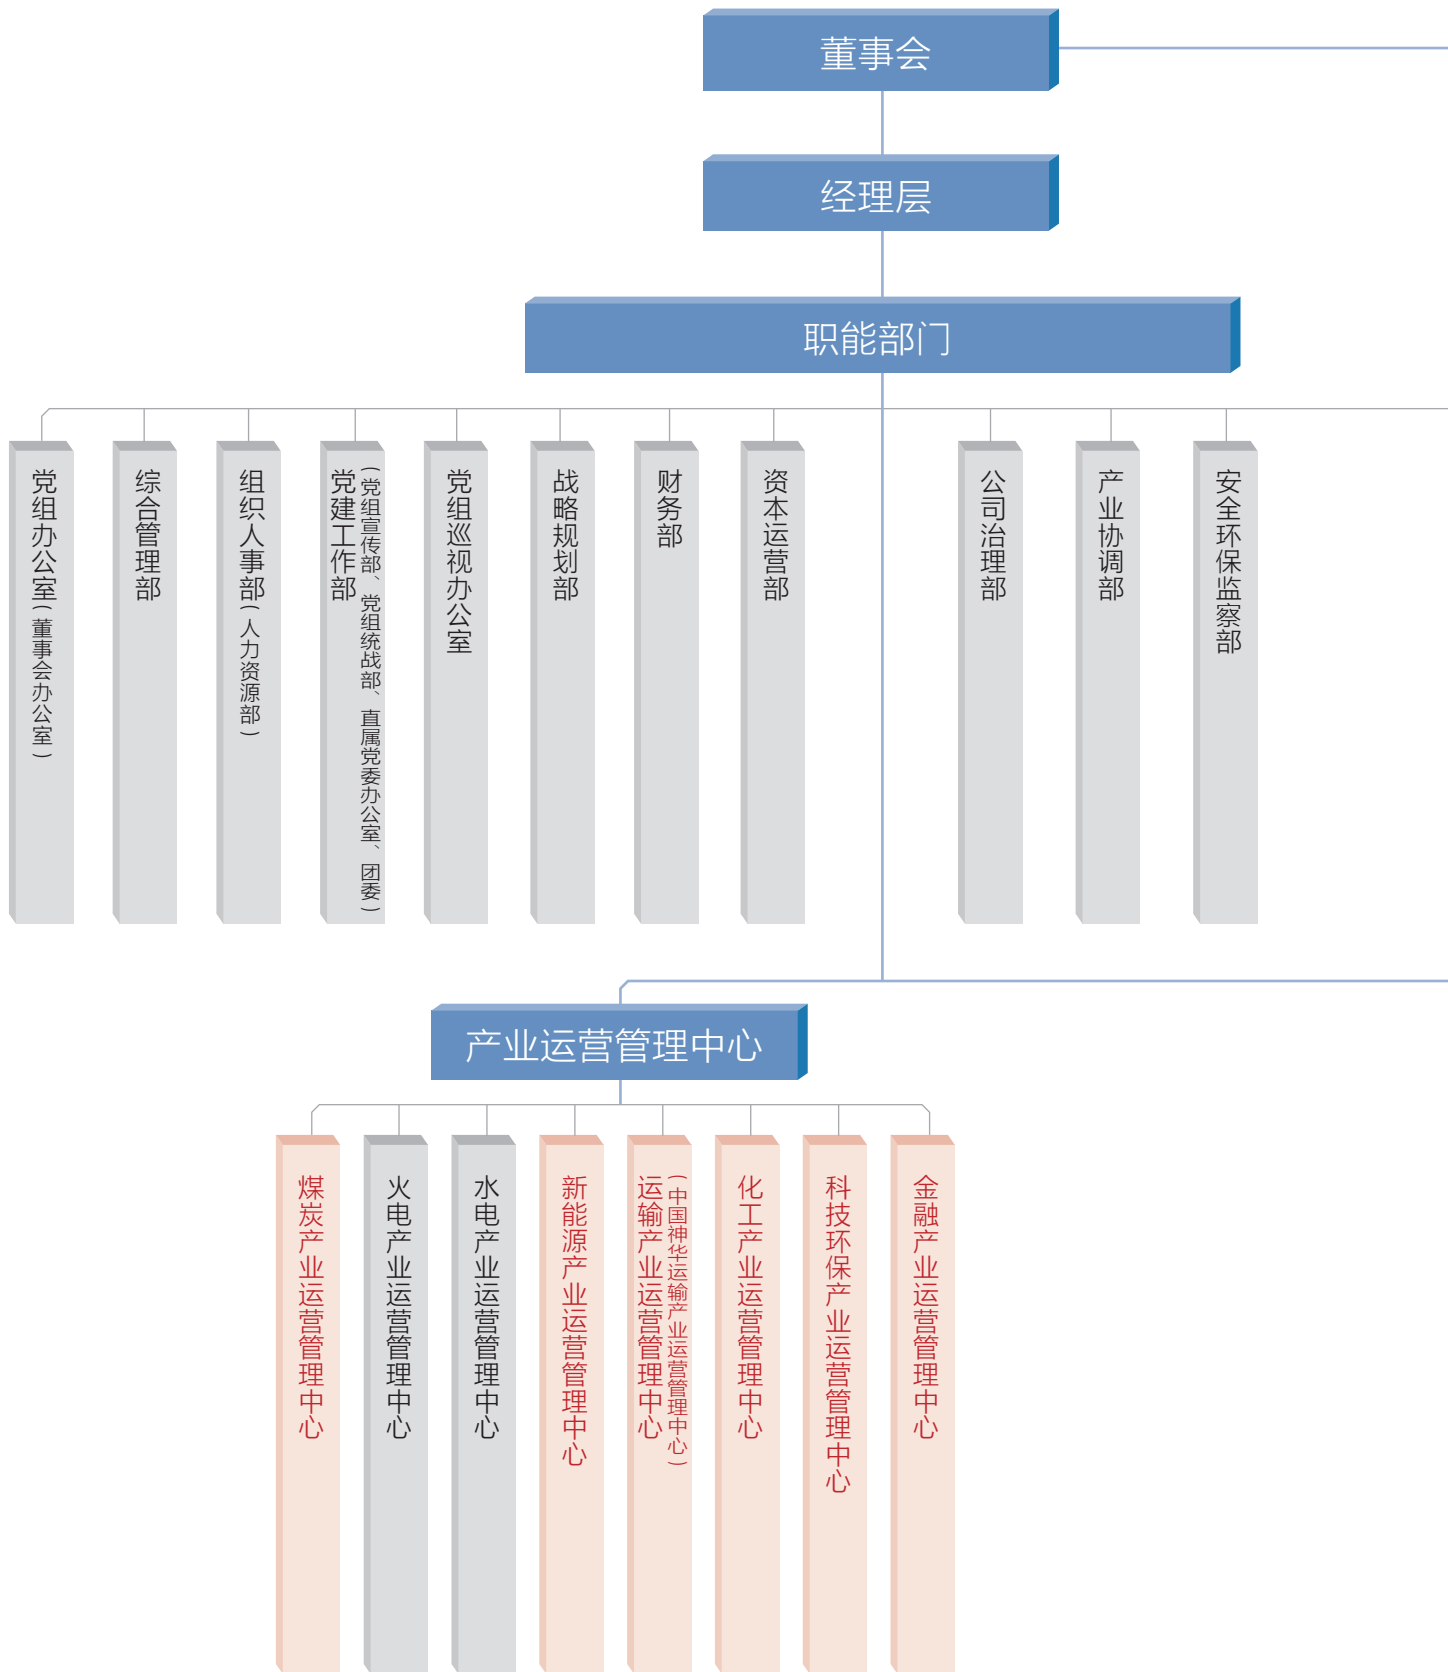 董事会
经理层
职能部门
党组办公室(董事会办公室)
综合管理部
组织人事部(人力资源部)
党建工作部
(党组宣传部、党组统战部、直属党委办公室、团委)
党组巡视办公室
战略规划部
财务部
资本运营部
公司治理部
产业协调部
安全环保监察部
产业运营管理中心
煤炭产业运营管理中心
火电产业运营管理中心
水电产业运营管理中心
新能源产业运营管理中心
运输产业运营管理中心
(中国神华运输产业运营管理中心)
化工产业运营管理中心
科技环保产业运营管理中心
金融产业运营管理中心